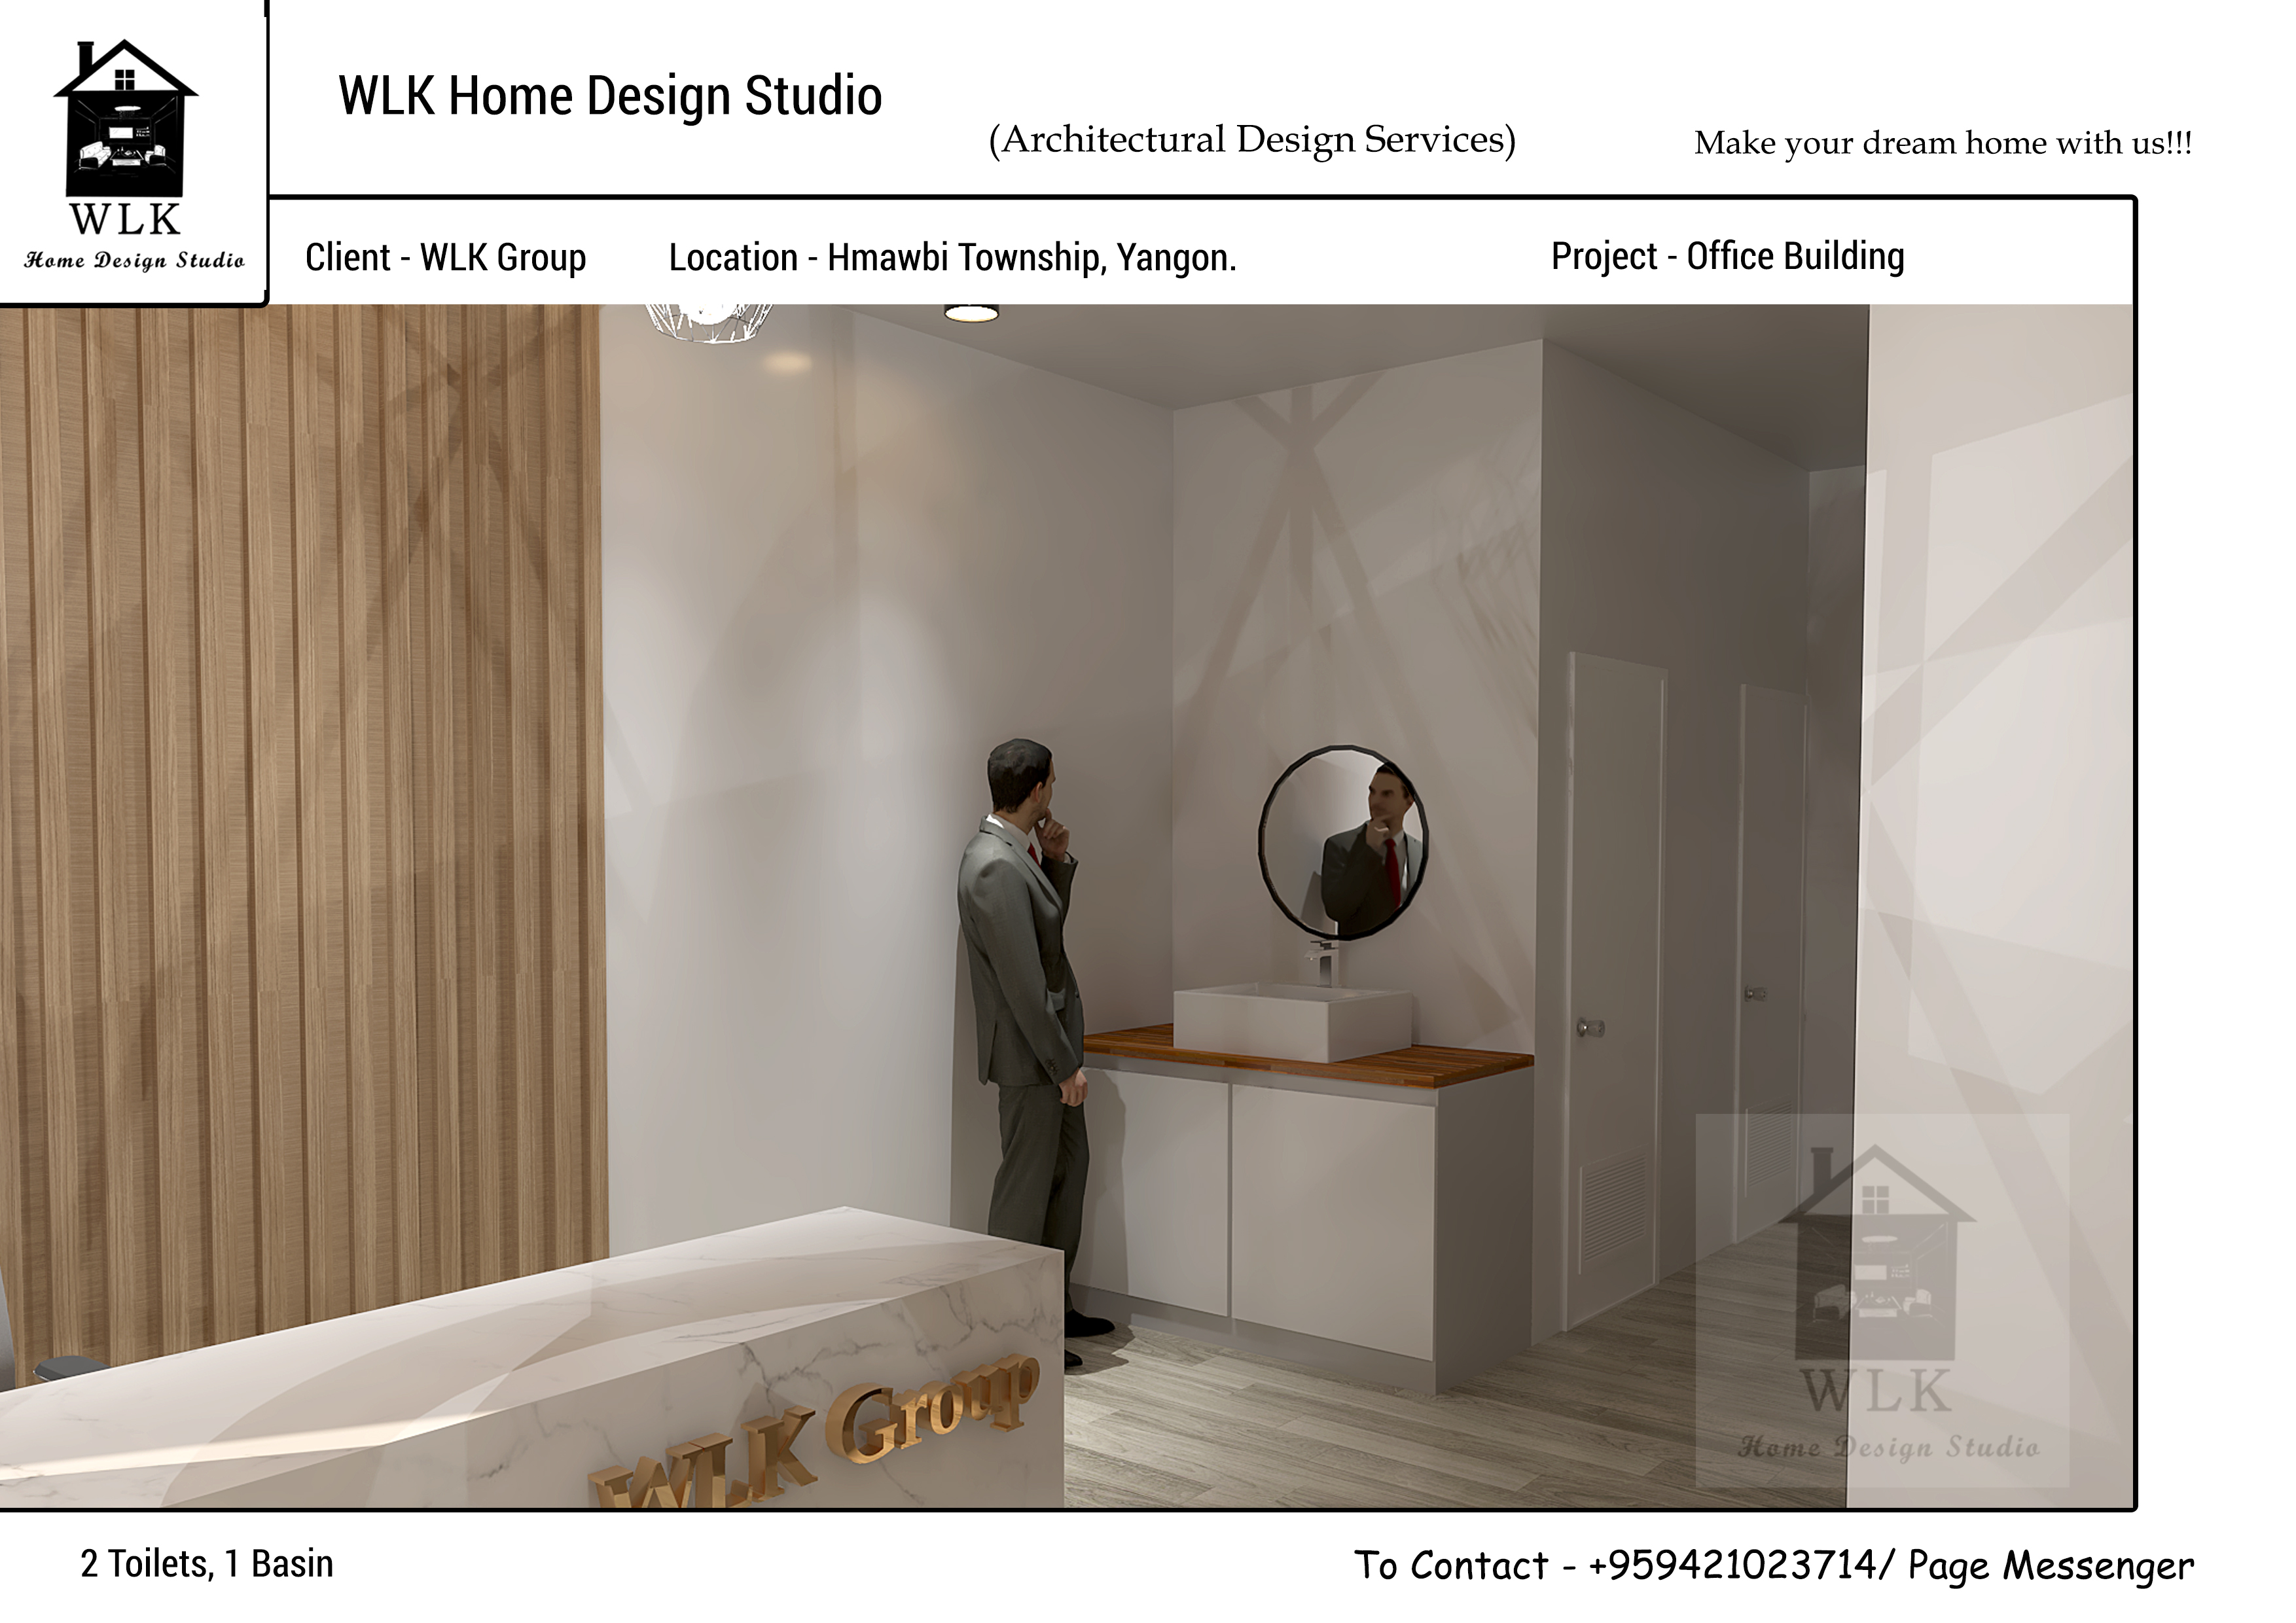 WLK
Home Design Studio
WLK Home Design Studio
(Architectural Design Services)
Make your dream home with us!!!
Client - WLK Group
Location - Hmawbi Township, Yangon.
Project - Office Building
WLK Group
WLK
Home Design Studio
2 Toilets, 1 Basin
To Contact - +959421023714/ Page Messenger